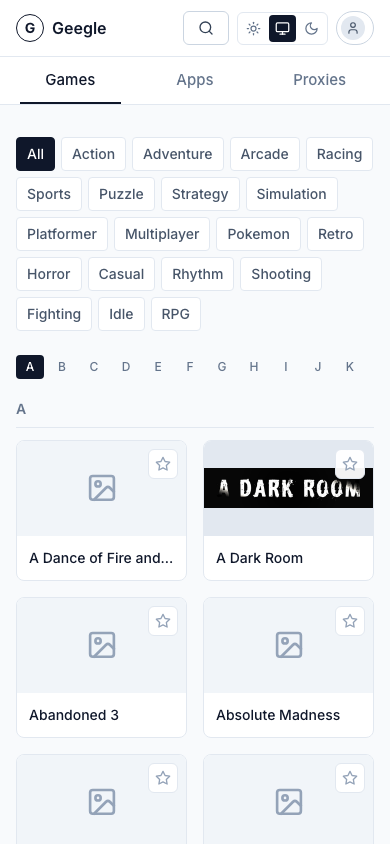 G Geegle
Games Apps Proxies
All Action Adventure Arcade Racing
Sports Puzzle Strategy Simulation
Platformer Multiplayer Pokemon Retro
Horror Casual Rhythm Shooting
Fighting Idle RPG
A B C D E F G H I J K
A
A DARK ROOM
A Dance of Fire and... A Dark Room
Abandoned 3 Absolute Madness